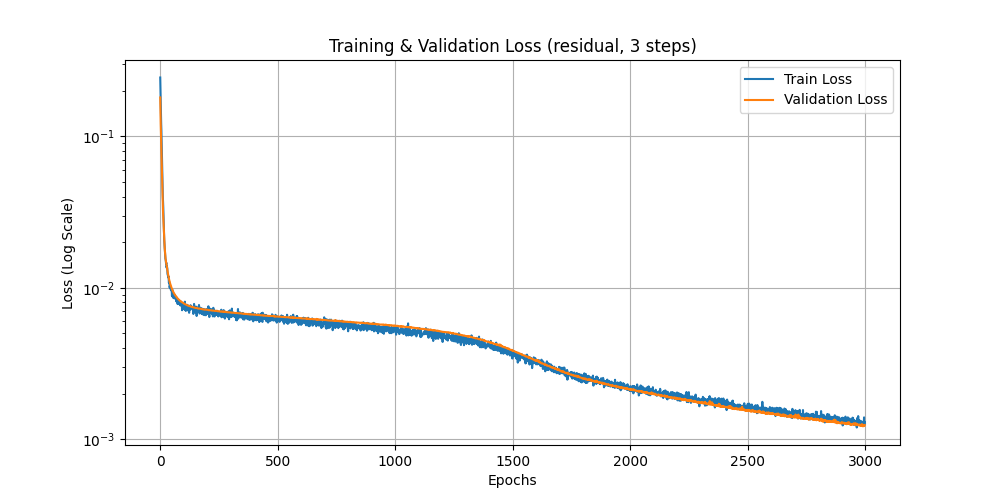 Training & Validation Loss (residual, 3 steps)
Train Loss
Validation Loss
Loss (Log Scale)
10⁻¹
10⁻²
10⁻³
0 500 1000 1500 2000 2500 3000
Epochs